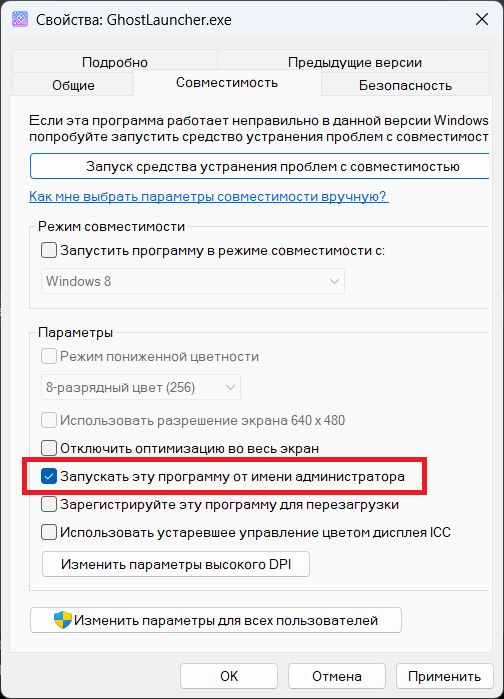 Свойства: GhostLauncher.exe
Подробно
Предыдущие версии
Общие
Совместимость
Безопасность
Если эта программа работает неправильно в данной версии Windows
попробуйте запустить средство устранения проблем с совместимост
Запуск средства устранения проблем с совместимостью
Как мне выбрать параметры совместимости вручную?
Режим совместимости
Запустить программу в режиме совместимости с:
Windows 8
Параметры
Режим пониженной цветности
8-разрядный цвет (256)
Использовать разрешение экрана 640 x 480
Отключить оптимизацию во весь экран
Запускать эту программу от имени администратора
Зарегистрируйте эту программу для перезагрузки
Использовать устаревшее управление цветом дисплея ICC
Изменить параметры высокого DPI
Изменить параметры для всех пользователей
ОК
Отмена
Применить